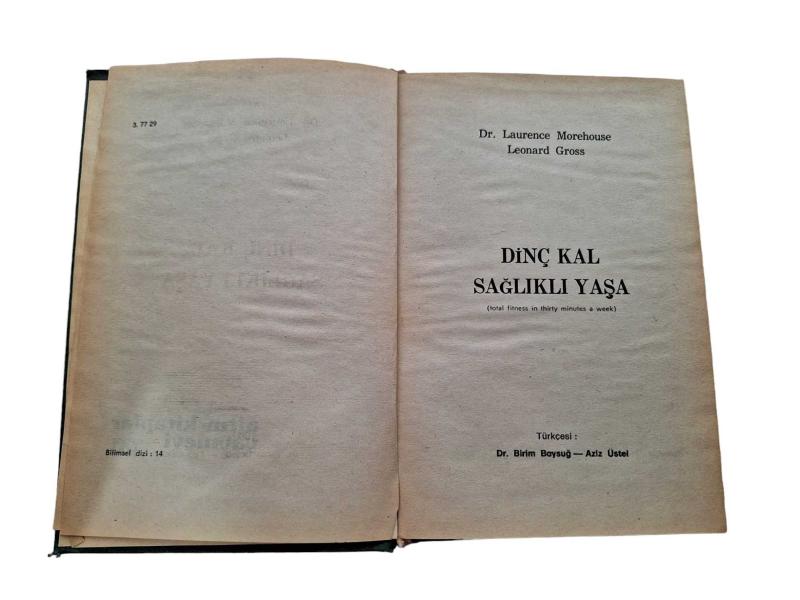 3. 77 29
Bilimsel dizi : 14
Dr. Laurence Morehouse
Leonard Gross
DİNÇ KAL
SAĞLIKLI YAŞA
(total fitness in thirty minutes a week)
Türkçesi :
Dr. Birim Baysuğ — Aziz Üstel